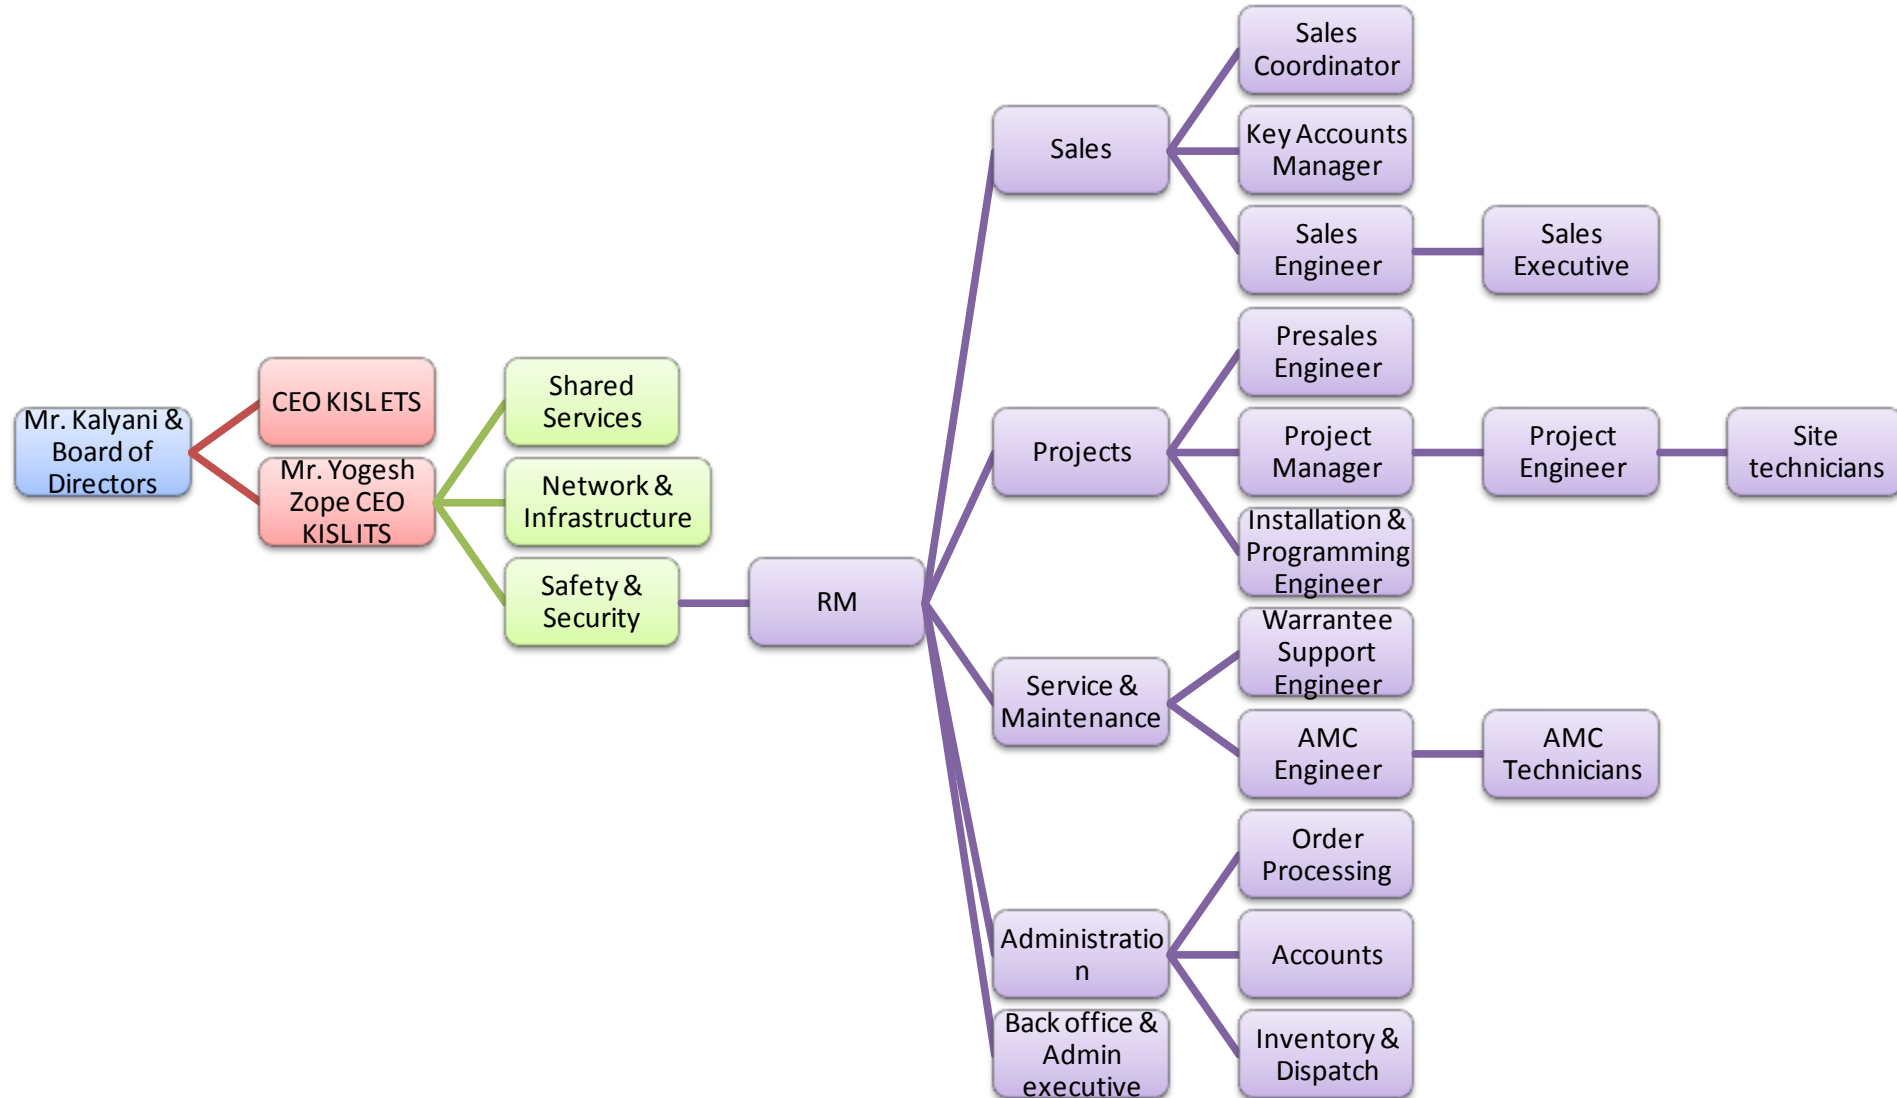 Mr. Kalyani &
Board of
Directors
CEO KISL ETS
Mr. Yogesh
Zope CEO
KISL ITS
Shared
Services
Network &
Infrastructure
Safety &
Security
RM
Sales
Sales
Coordinator
Key Accounts
Manager
Sales
Engineer
Sales
Executive
Projects
Presales
Engineer
Project
Manager
Project
Engineer
Site
technicians
Installation &
Programming
Engineer
Service &
Maintenance
Warrantee
Support
Engineer
AMC
Engineer
AMC
Technicians
Administratio
n
Order
Processing
Accounts
Inventory &
Dispatch
Back office &
Admin
executive